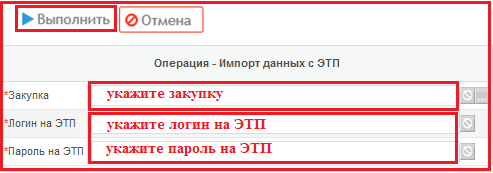 Выполнить Отмена
Операция - Импорт данных с ЭТП
*Закупка укажите закупку ...
*Логин на ЭТП укажите логин на ЭТП
*Пароль на ЭТП укажите пароль на ЭТП